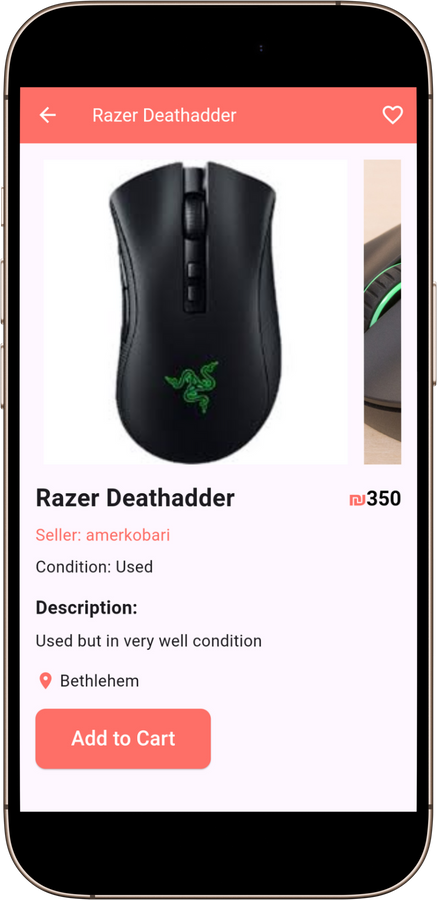 Razer Deathadder
Razer Deathadder
₪350
Seller: amerkobari
Condition: Used
Description:
Used but in very well condition
Bethlehem
Add to Cart